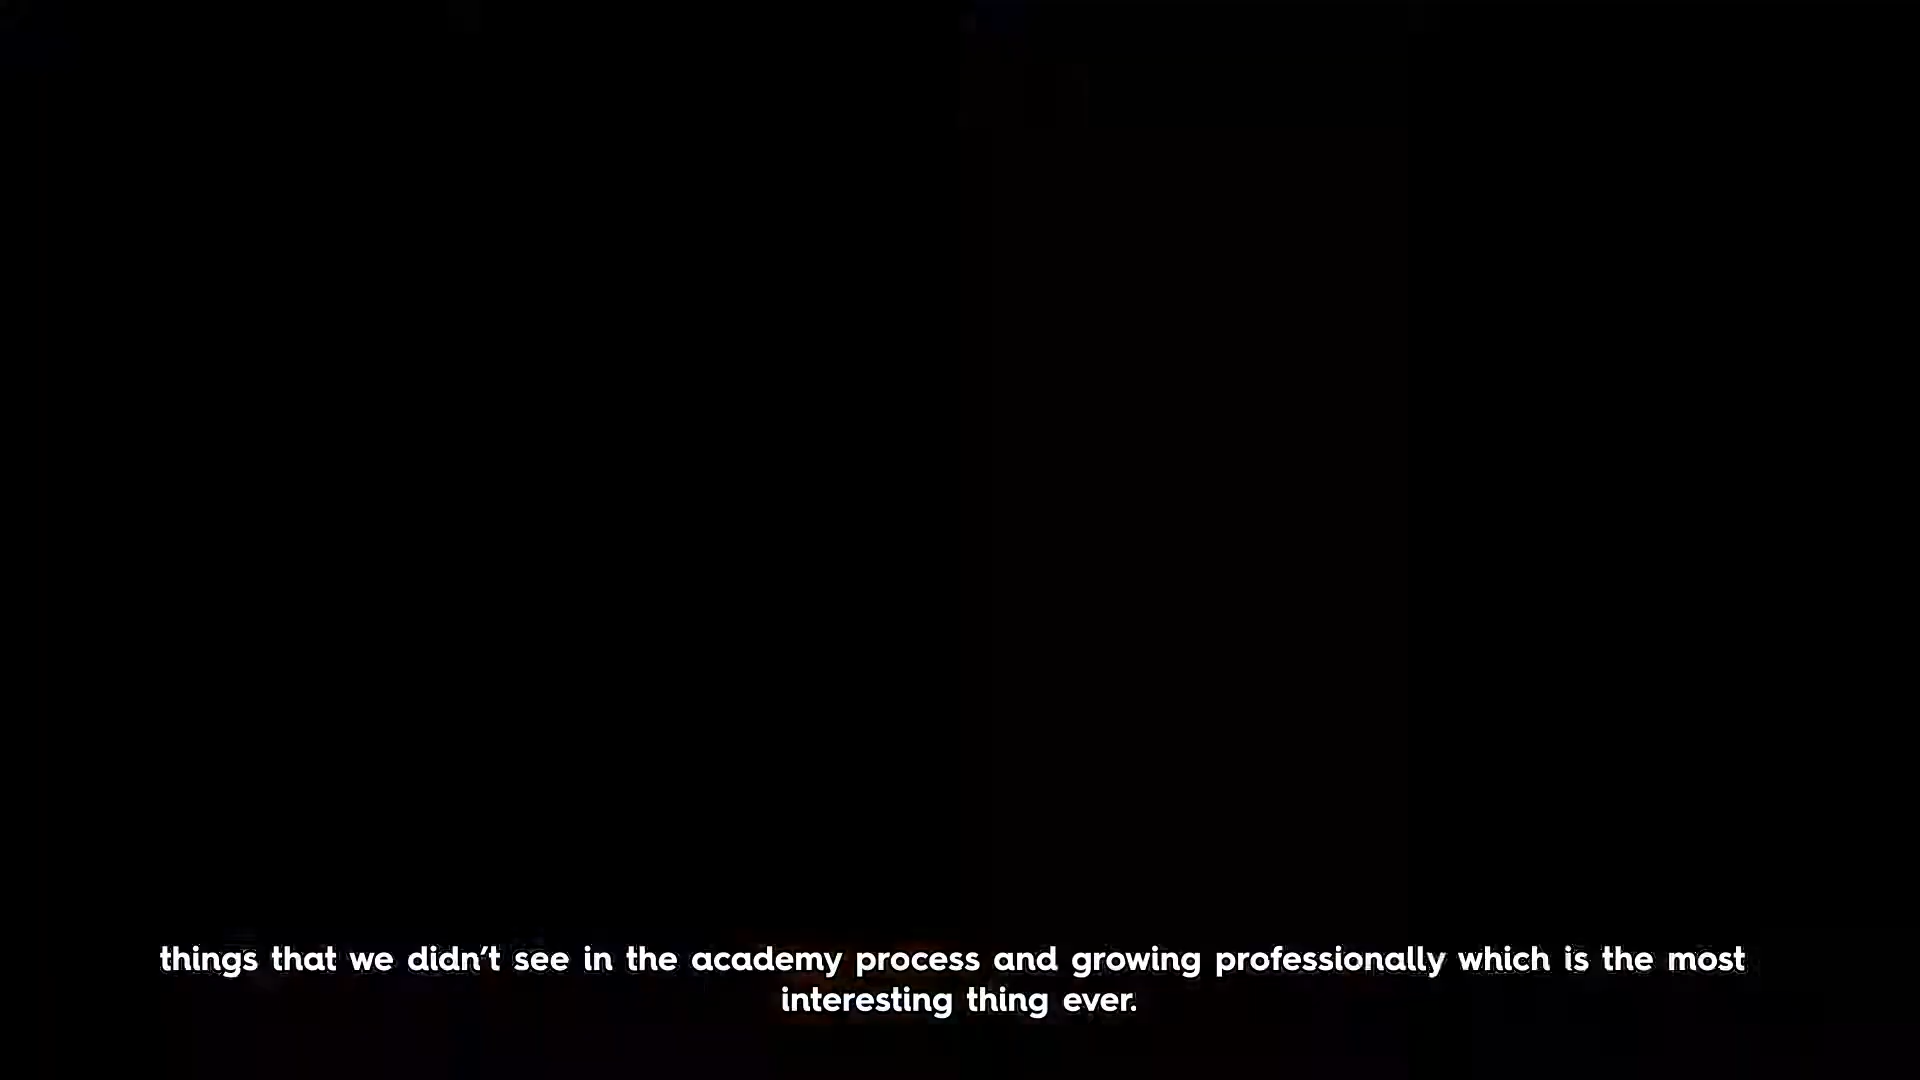 things that we didn't see in the academy process and growing professionally which is the most
interesting thing ever.